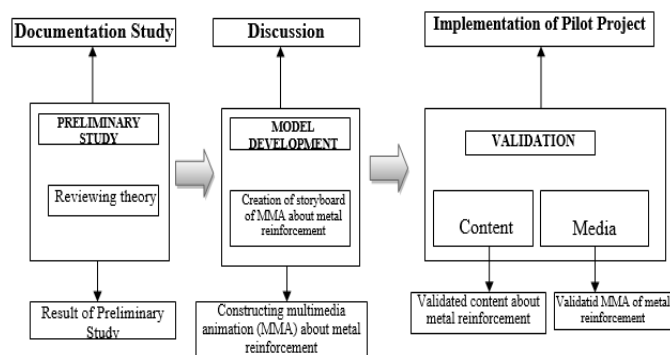 Documentation Study
Discussion
Implementation of Pilot Project
PRELIMINARY
STUDY
Reviewing theory
MODEL
DEVELOPMENT
Creation of storyboard
of MMA about metal
reinforcement
VALIDATION
Content
Media
Result of Preliminary
Study
Constructing multimedia
animation (MMA) about metal
reinforcement
Validated content about
metal reinforcement
Validatid MMA of metal
reinforcement